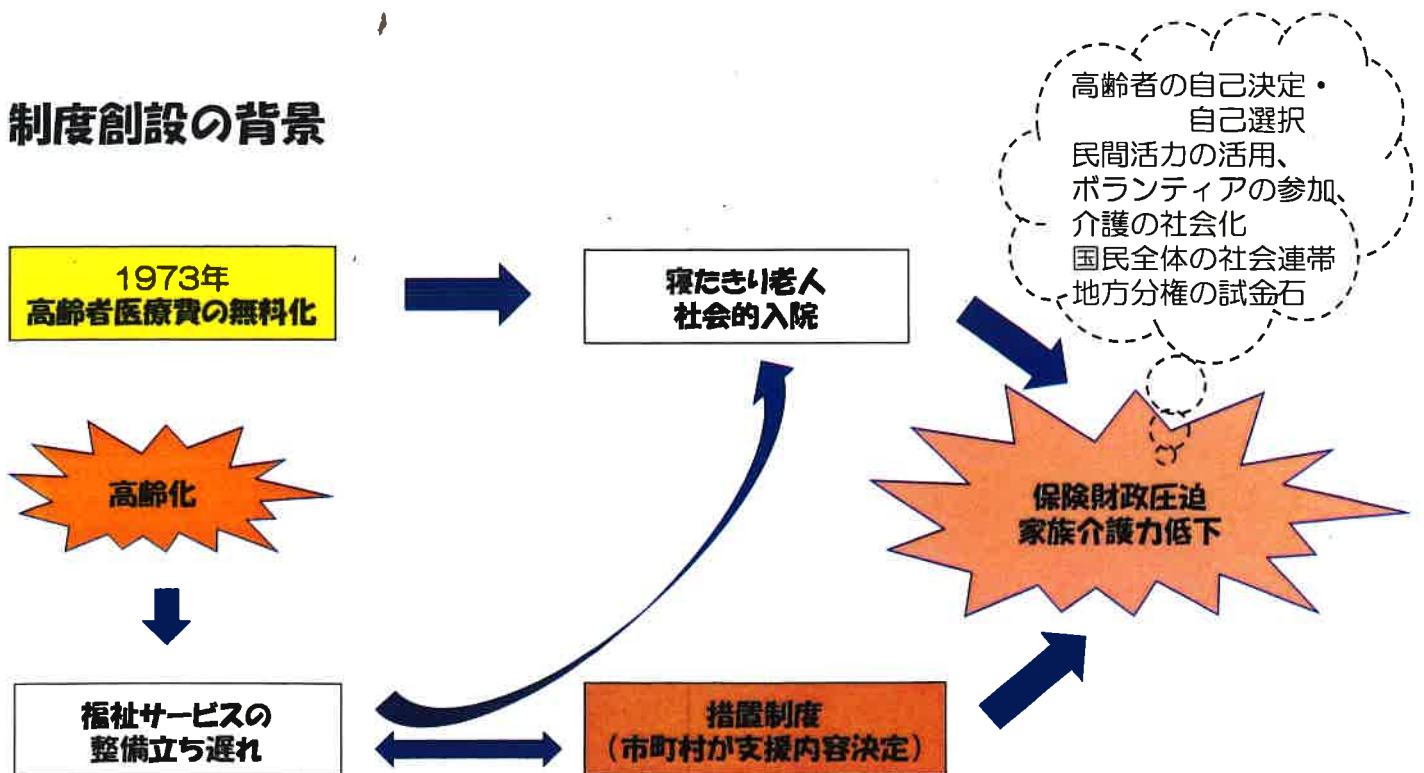 制度創設の背景
高齢者の自己決定・
自己選択
民間活力の活用、
ボランティアの参加、
介護の社会化
国民全体の社会連帯
地方分権の試金石
1973年
高齢者医療費の無料化
寝たきり老人
社会的入院
高齢化
保険財政圧迫
家族介護力低下
福祉サービスの
整備立ち遅れ
措置制度
(市町村が支援内容決定)